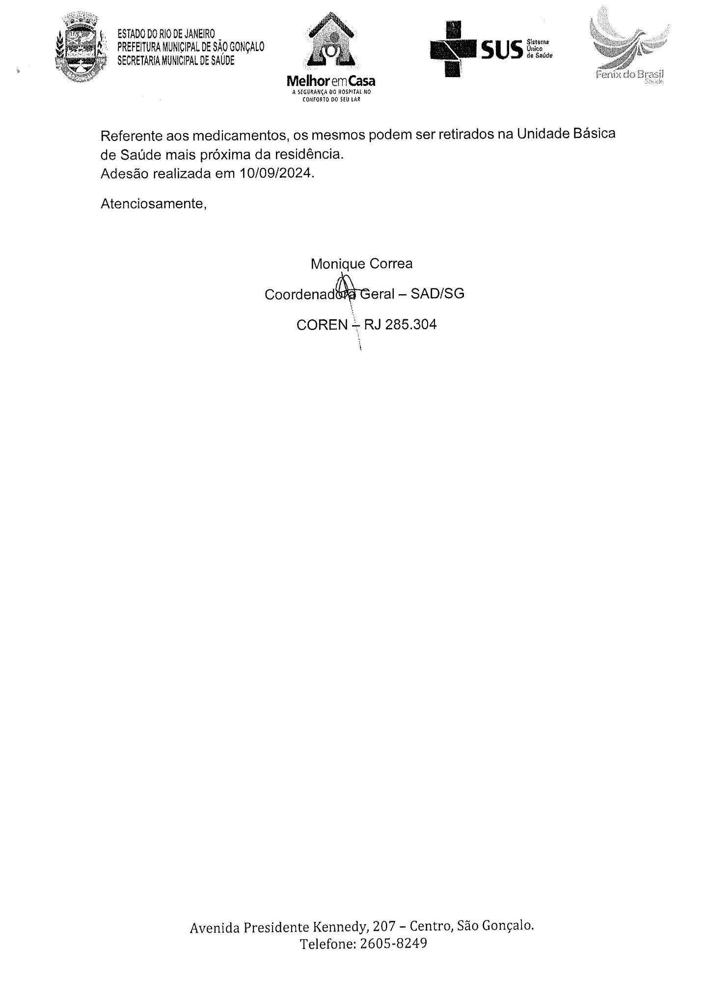 ESTADO DO RIO DE JANEIRO
PREFEITURA MUNICIPAL DE SÃO GONÇALO
SECRETARIA MUNICIPAL DE SAÚDE
Melhor em Casa
A SEGURANÇA DO HOSPITAL NO
CONFORTO DO SEU LAR
SUS
Sistema
Único
de Saúde
Fenix do Brasil
Saúde
Referente aos medicamentos, os mesmos podem ser retirados na Unidade Básica
de Saúde mais próxima da residência.
Adesão realizada em 10/09/2024.
Atenciosamente,
Monique Correa
Coordenadora Geral – SAD/SG
COREN – RJ 285.304
Avenida Presidente Kennedy, 207 – Centro, São Gonçalo.
Telefone: 2605-8249